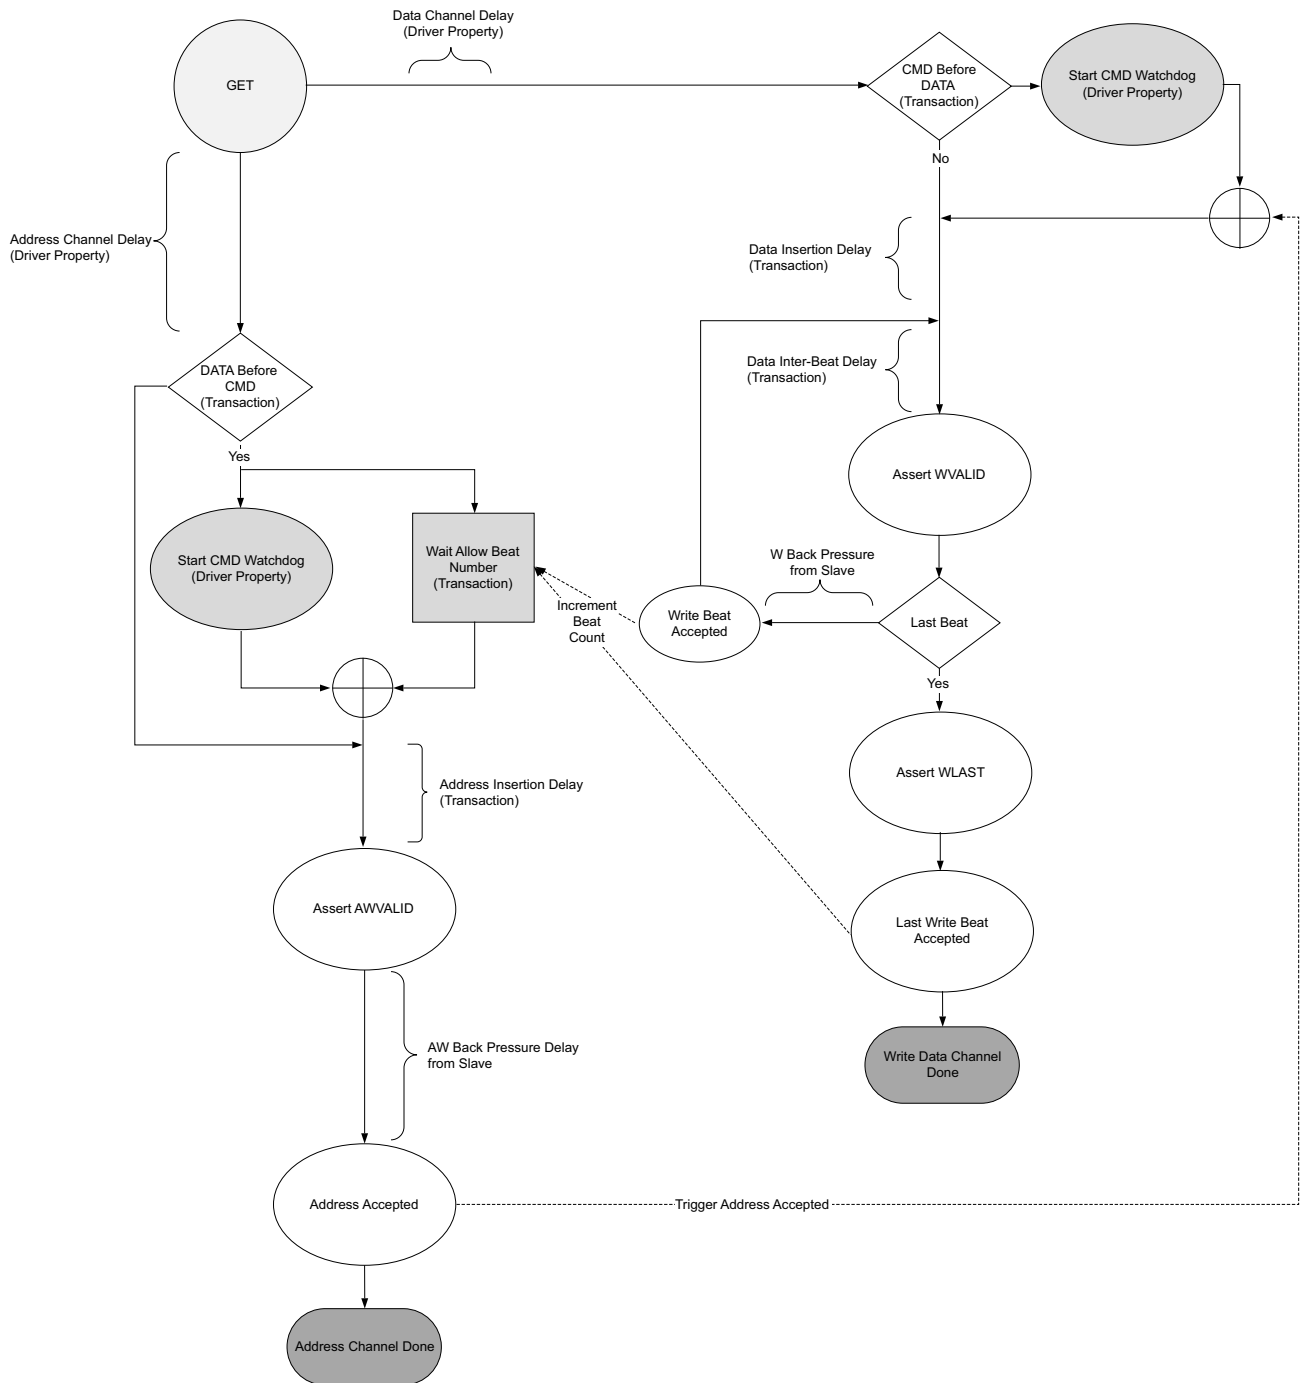 Data Channel Delay
(Driver Property)
GET
CMD Before
DATA
(Transaction)
Start CMD Watchdog
(Driver Property)
No
Address Channel Delay
(Driver Property)
Data Insertion Delay
(Transaction)
DATA Before
CMD
(Transaction)
Data Inter-Beat Delay
(Transaction)
Yes
Assert WVALID
Start CMD Watchdog
(Driver Property)
Wait Allow Beat
Number
(Transaction)
W Back Pressure
from Slave
Increment
Beat
Count
Write Beat
Accepted
Last Beat
Yes
Assert WLAST
Address Insertion Delay
(Transaction)
Assert AWVALID
Last Write Beat
Accepted
AW Back Pressure Delay
from Slave
Write Data Channel
Done
Address Accepted
Trigger Address Accepted
Address Channel Done